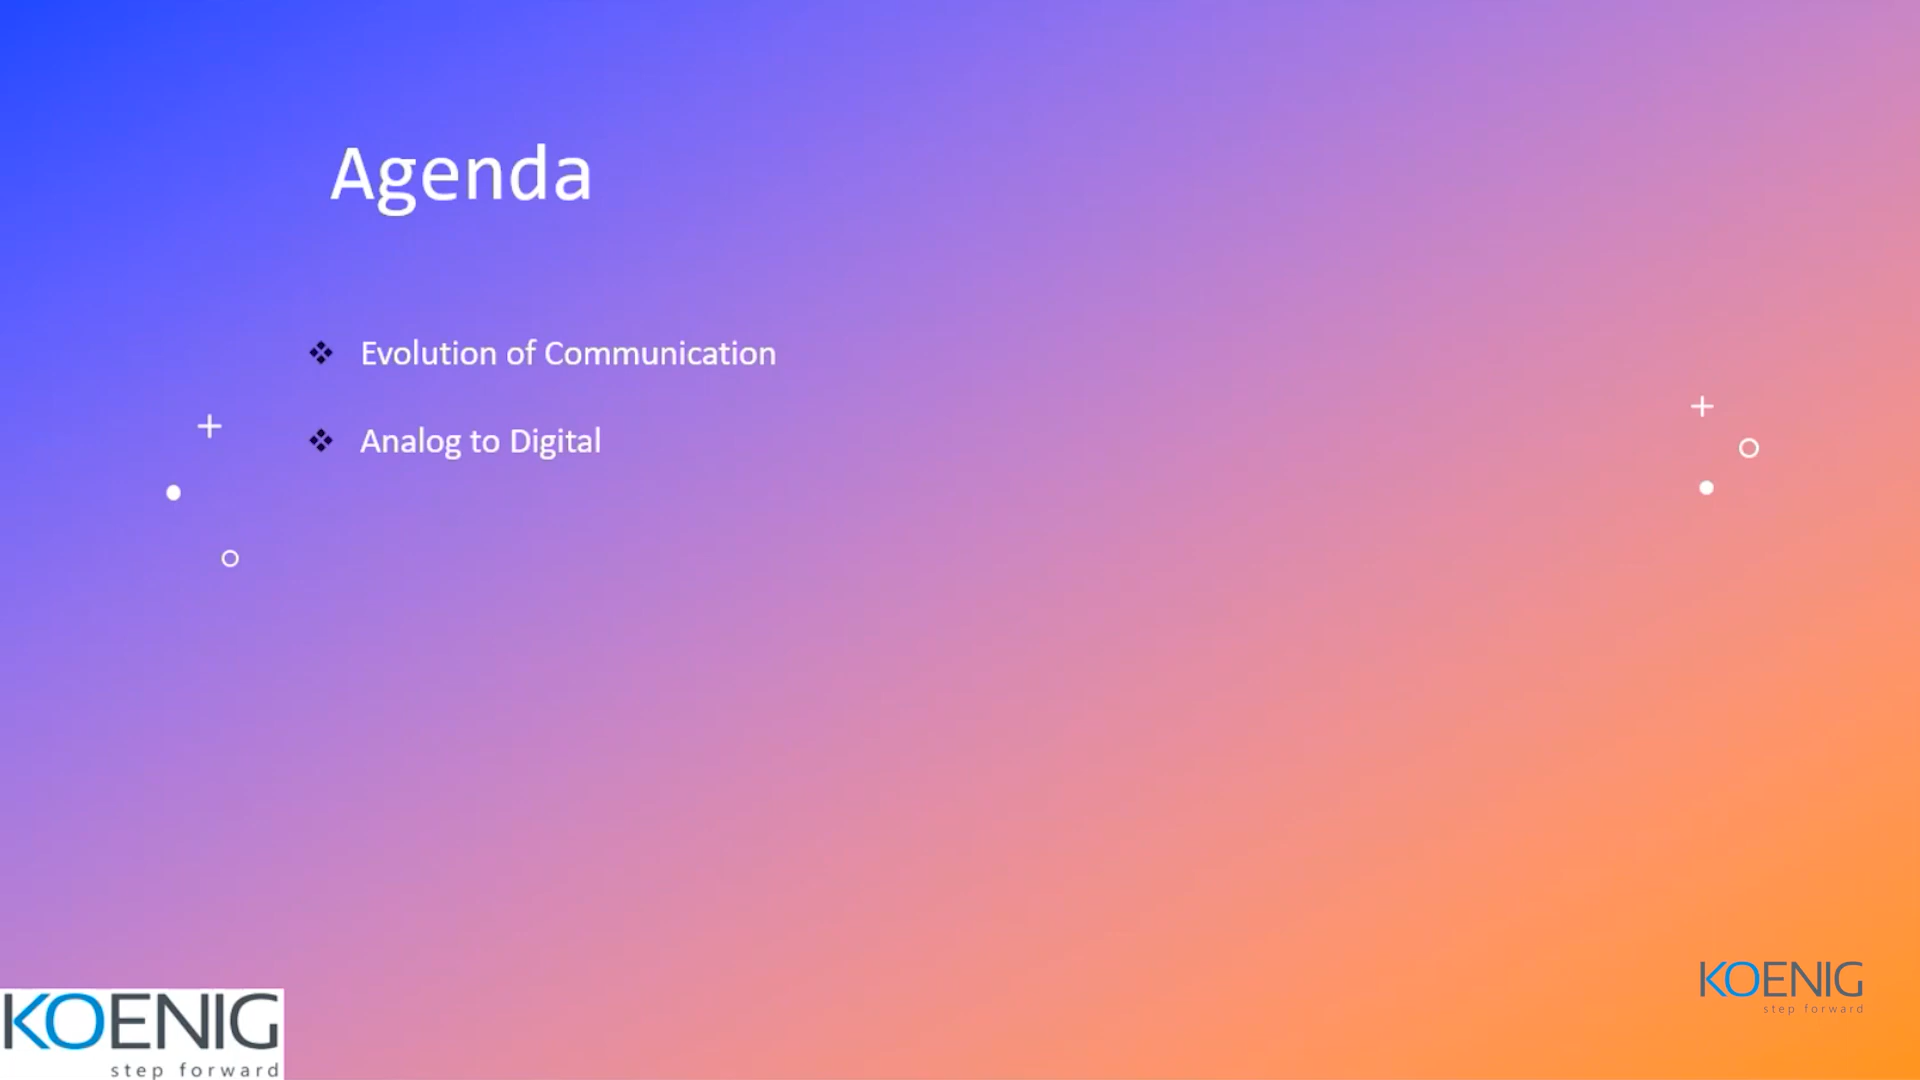 Agenda
❖ Evolution of Communication
❖ Analog to Digital
KOENIG
step forward
KOENIG
step forward